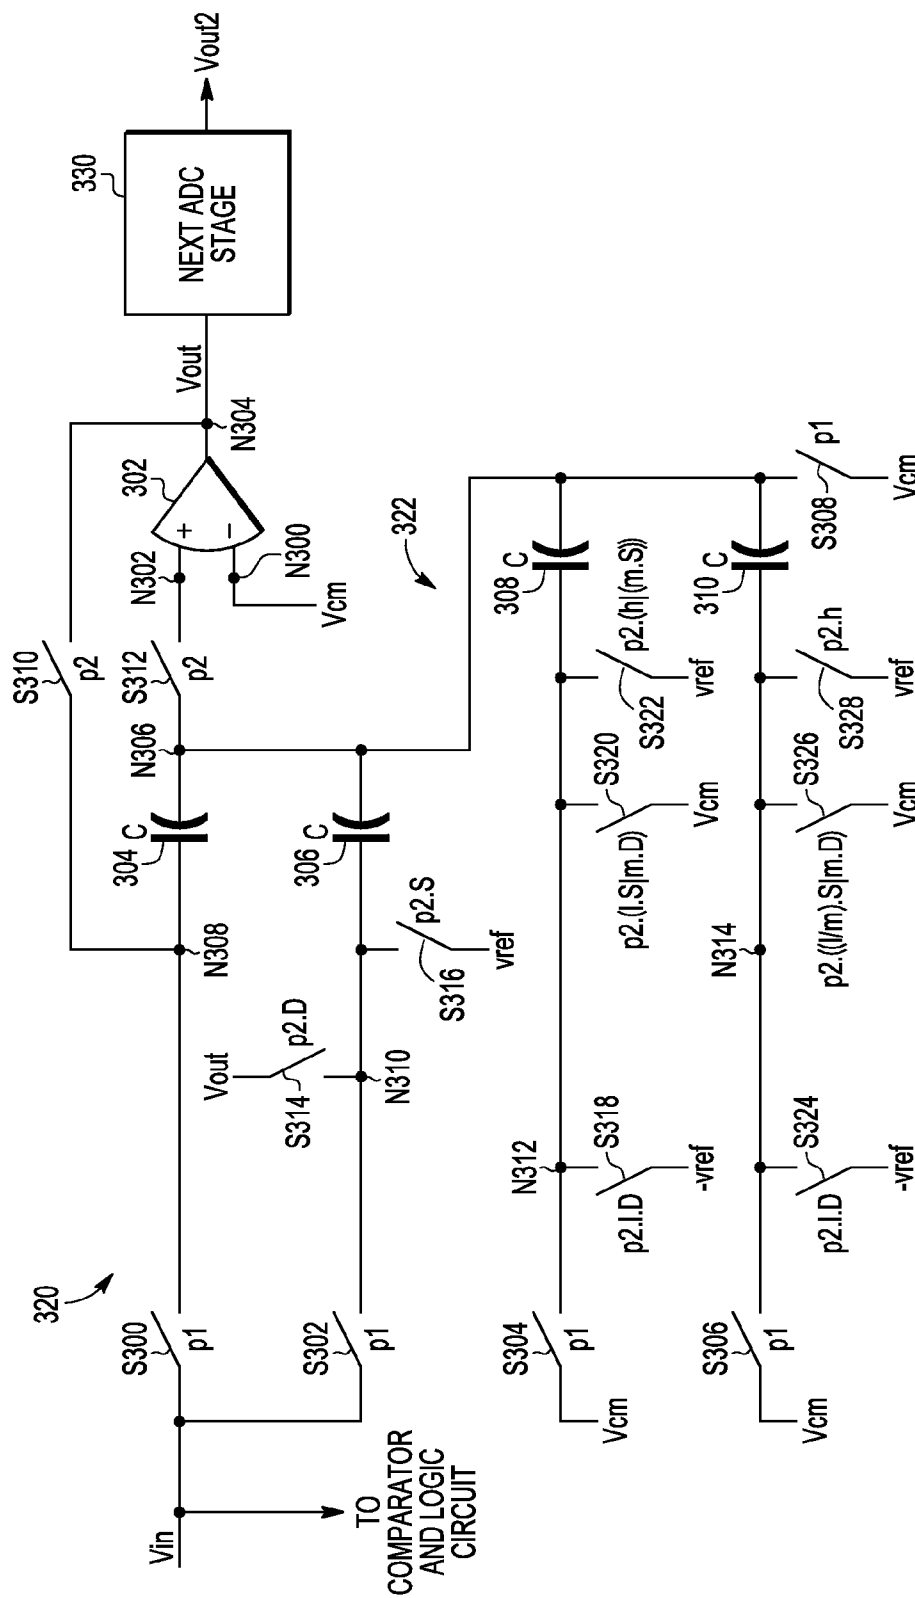 Vin
TO
COMPARATOR
AND LOGIC
CIRCUIT
320
S300
p1
S302
p1
N308
304
C
N306
S310
p2
S312
p2
N302
302
+
−
N300
Vcm
N304
Vout
330
NEXT ADC
STAGE
Vout2
Vout
S314
p2.D
N310
S316
p2.S
vref
306
C
322
Vcm
S304
p1
N312
S318
p2.l.D
-vref
S320
p2.(l.S|m.D)
Vcm
S322
p2.(h|(m.S))
vref
308
C
Vcm
S306
p1
S324
p2.l.D
-vref
N314
S326
p2.((l/m).S|m.D)
Vcm
S328
p2.h
vref
310
C
S308
p1
Vcm